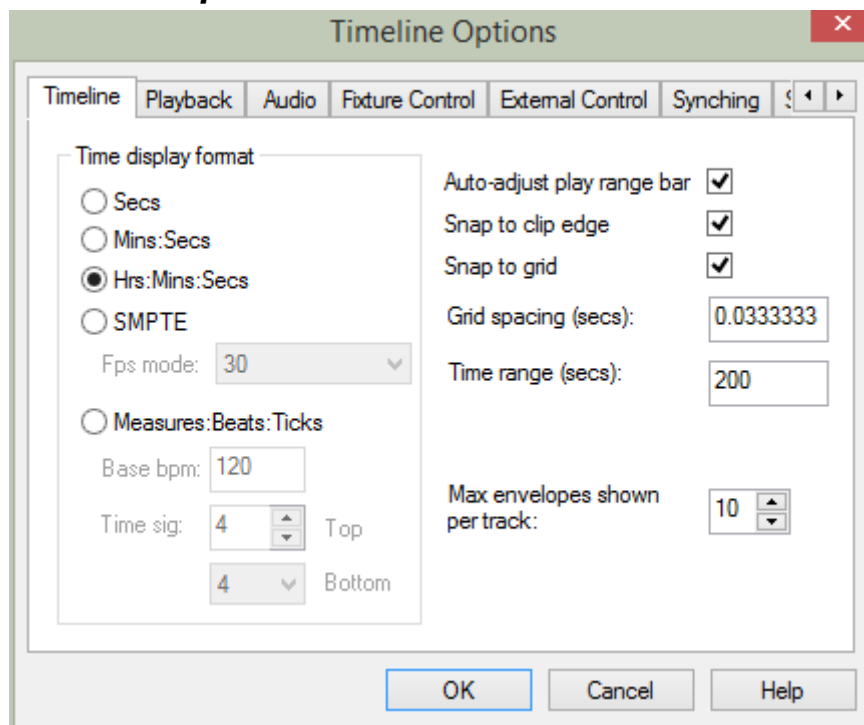 Timeline Options
Timeline Playback Audio Fixture Control External Control Synching
Time display format
Secs
Mins:Secs
Hrs:Mins:Secs
SMPTE
Fps mode: 30
Measures:Beats:Ticks
Base bpm: 120
Time sig: 4 Top
4 Bottom
Auto-adjust play range bar
Snap to clip edge
Snap to grid
Grid spacing (secs): 0.0333333
Time range (secs): 200
Max envelopes shown
per track: 10
OK Cancel Help